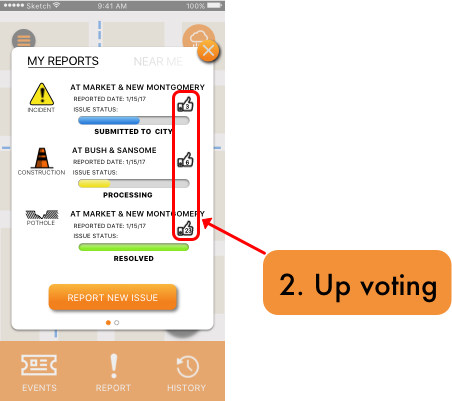 Sketch 9:41 AM 100%
MY REPORTS NEAR ME
AT MARKET & NEW MONTGOMERY
REPORTED DATE: 1/15/17
ISSUE STATUS:
3
INCIDENT
SUBMITTED TO CITY
AT BUSH & SANSOME
REPORTED DATE: 1/15/17
ISSUE STATUS:
6
CONSTRUCTION
PROCESSING
AT MARKET & NEW MONTGOMERY
REPORTED DATE: 1/15/17
ISSUE STATUS:
23
POTHOLE
RESOLVED
REPORT NEW ISSUE
EVENTS REPORT HISTORY
2. Up voting